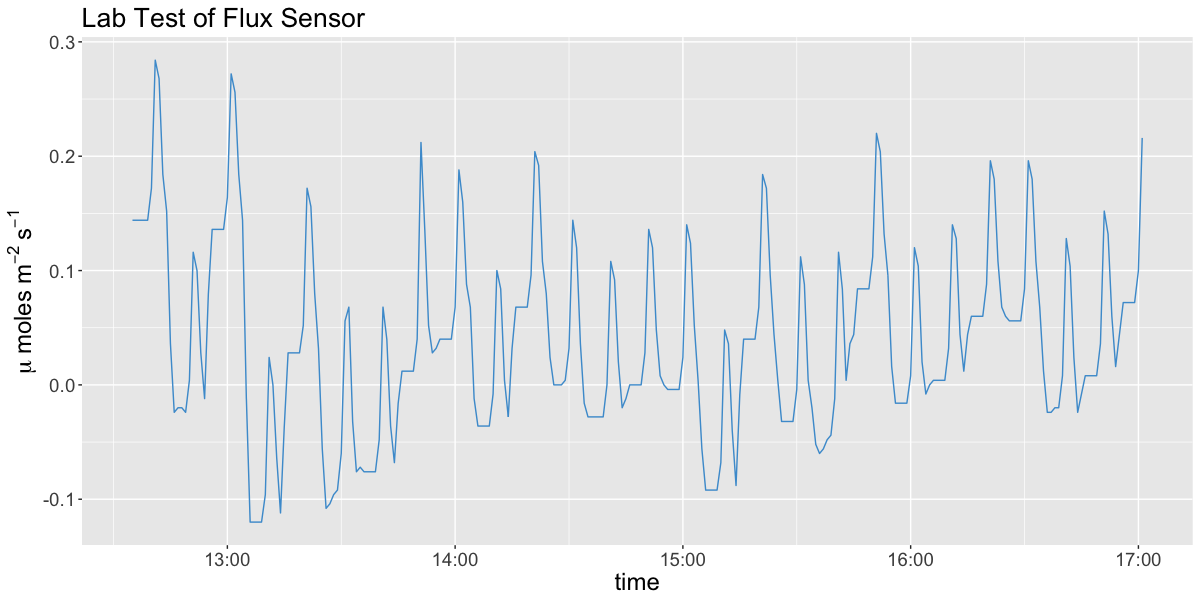 Lab Test of Flux Sensor
μ moles m⁻² s⁻¹
0.3
0.2
0.1
0.0
-0.1
13:00 14:00 15:00 16:00 17:00
time